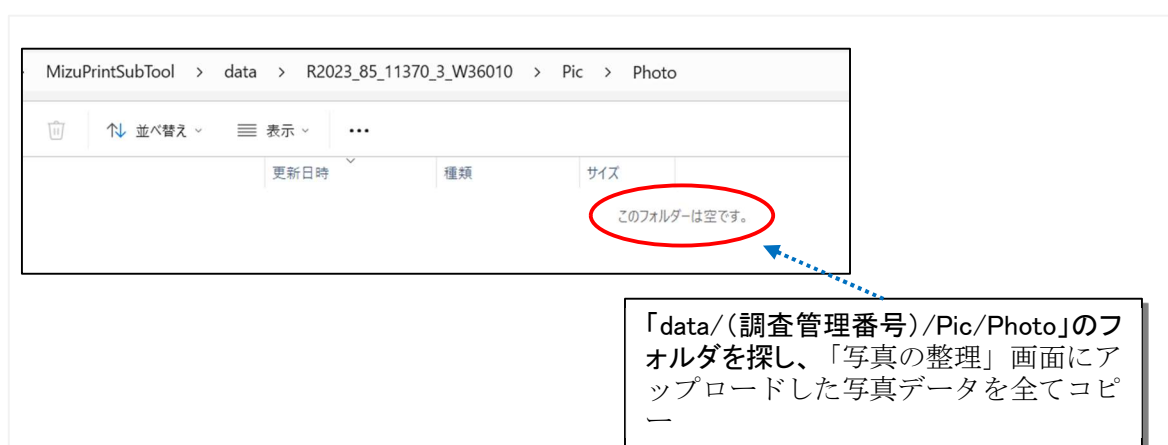 MizuPrintSubTool > data > R2023_85_11370_3_W36010 > Pic > Photo
並べ替え 表示 •••
更新日時 種類 サイズ
このフォルダーは空です。
「data/(調査管理番号)/Pic/Photo」のフ
ォルダを探し、「写真の整理」画面にア
ップロードした写真データを全てコピ
ー